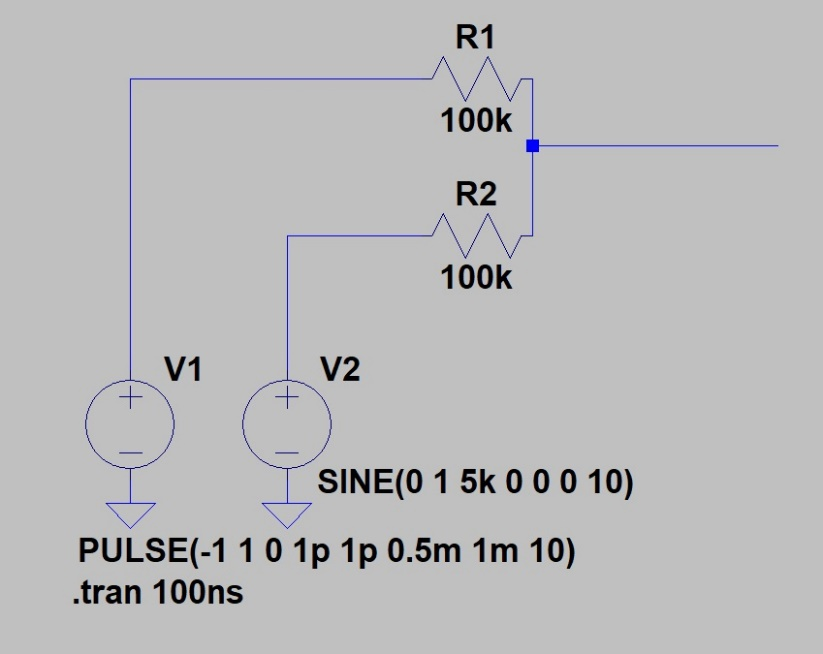 R1
100k
R2
100k
V1
V2
SINE(0 1 5k 0 0 0 10)
PULSE(-1 1 0 1p 1p 0.5m 1m 10)
.tran 100ns